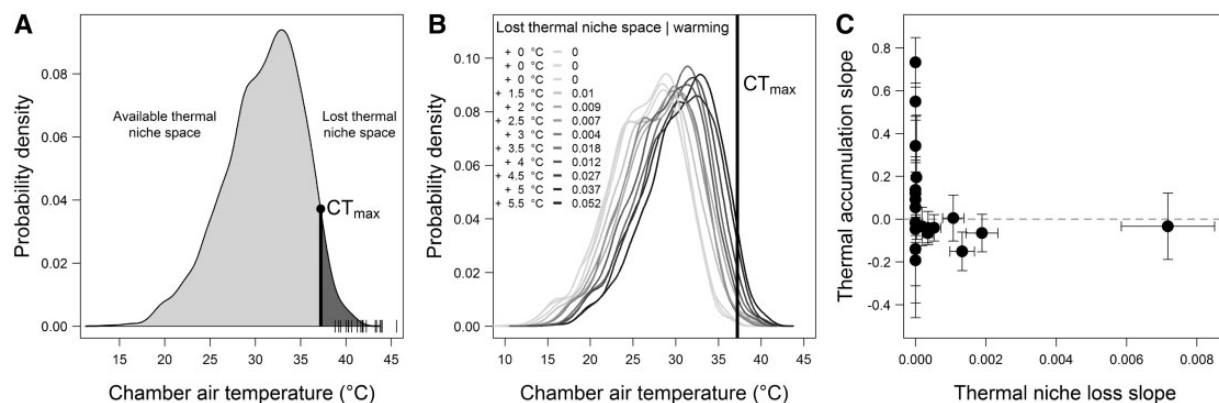 A
Probability density
0.08
0.06
0.04
0.02
0.00
Available thermal
niche space
Lost thermal
niche space
CTmax
15 20 25 30 35 40 45
Chamber air temperature (°C)
B
Probability density
0.10
0.08
0.06
0.04
0.02
0.00
Lost thermal niche space | warming
+ 0 °C 0
+ 0 °C 0
+ 0 °C 0
+ 1.5 °C 0.01
+ 2 °C 0.009
+ 2.5 °C 0.007
+ 3 °C 0.004
+ 3.5 °C 0.018
+ 4 °C 0.012
+ 4.5 °C 0.027
+ 5 °C 0.037
+ 5.5 °C 0.052
CTmax
10 15 20 25 30 35 40 45
Chamber air temperature (°C)
C
Thermal accumulation slope
0.8
0.6
0.4
0.2
0.0
-0.2
-0.4
0.000 0.002 0.004 0.006 0.008
Thermal niche loss slope